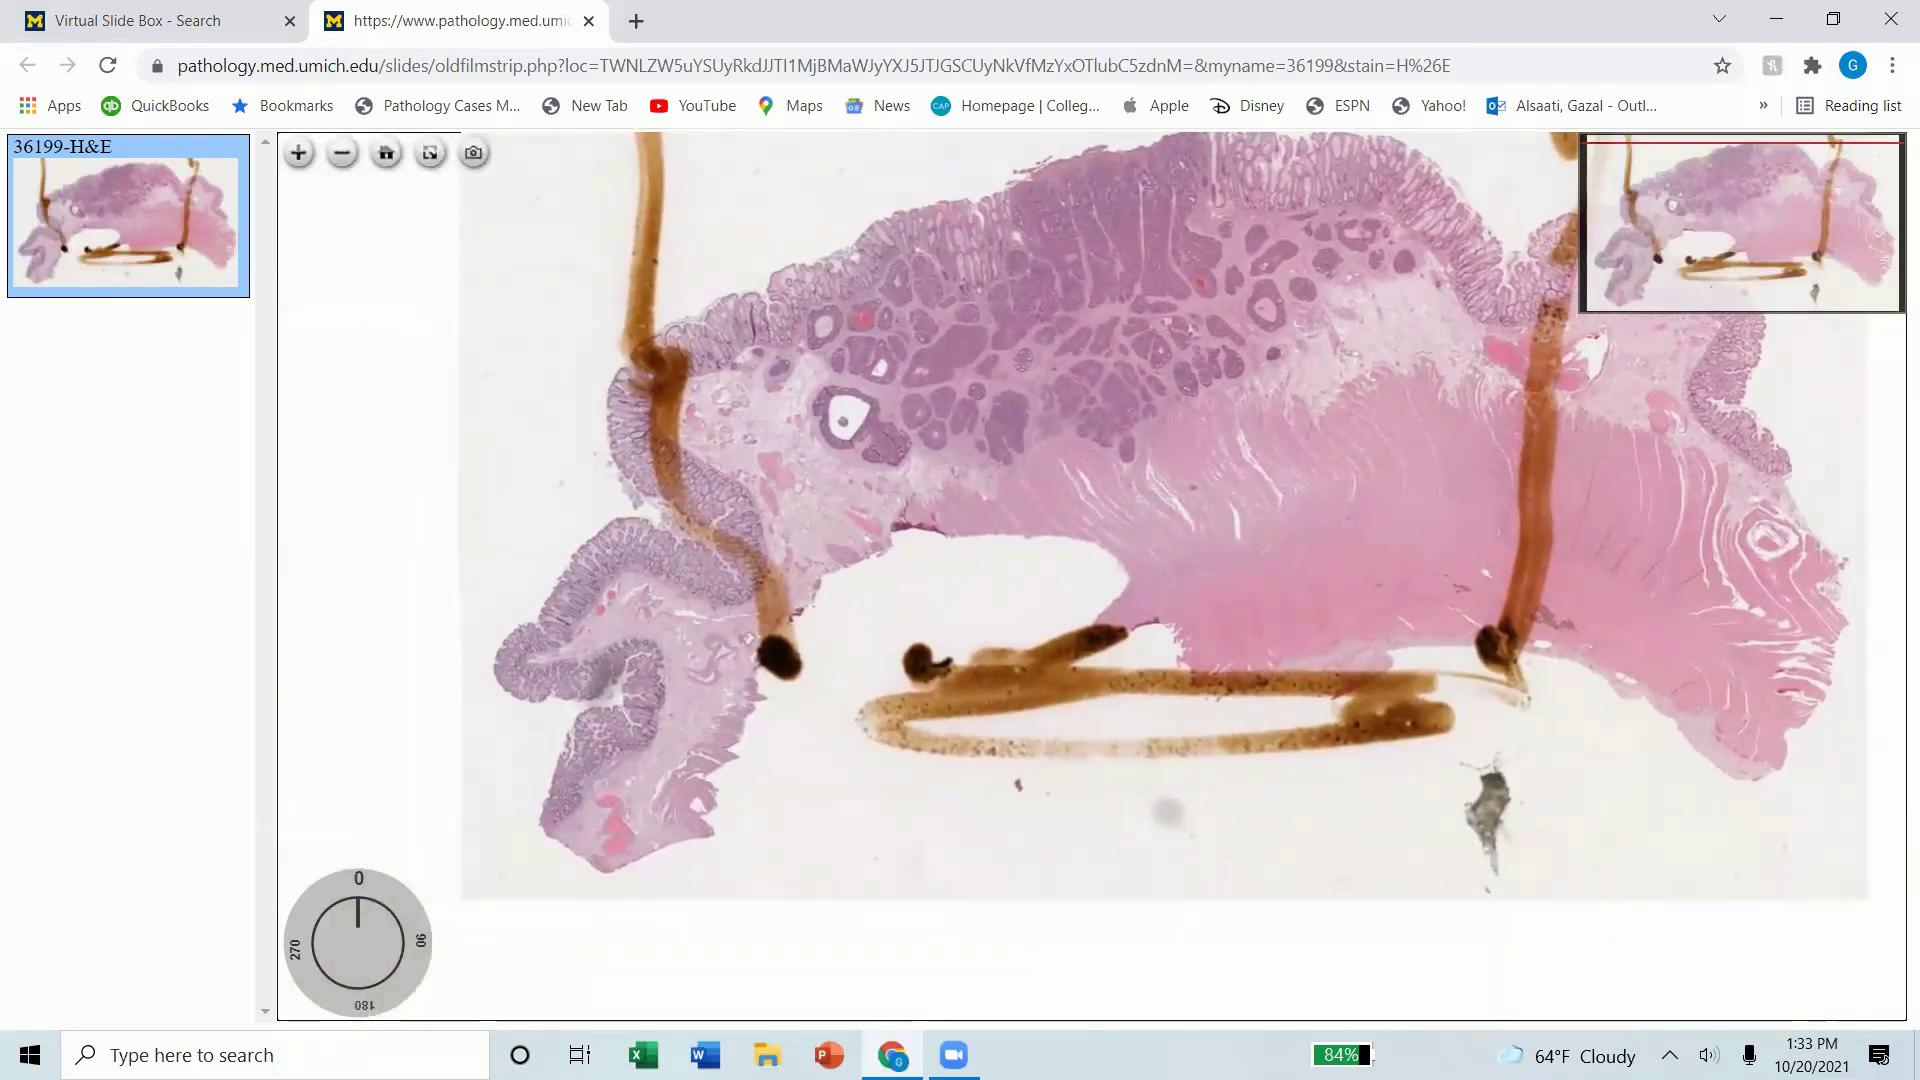 Virtual Slide Box - Search
https://www.pathology.med.umic
pathology.med.umich.edu/slides/oldfilmstrip.php?loc=TWNLZW5uYSUyRkdJJTI1MjBMaWJyYXJ5JTJGSCUyNkVfMzYxOTlubC5zdnM=&myname=36199&stain=H%26E
G
Apps
QuickBooks
Bookmarks
Pathology Cases M...
New Tab
YouTube
Maps
News
CAP
Homepage | Colleg...
Apple
Disney
ESPN
Yahoo!
Alsaati, Gazal - Outl...
»
Reading list
36199-H&E
0
90
180
270
Type here to search
84%
64°F Cloudy
1:33 PM
10/20/2021